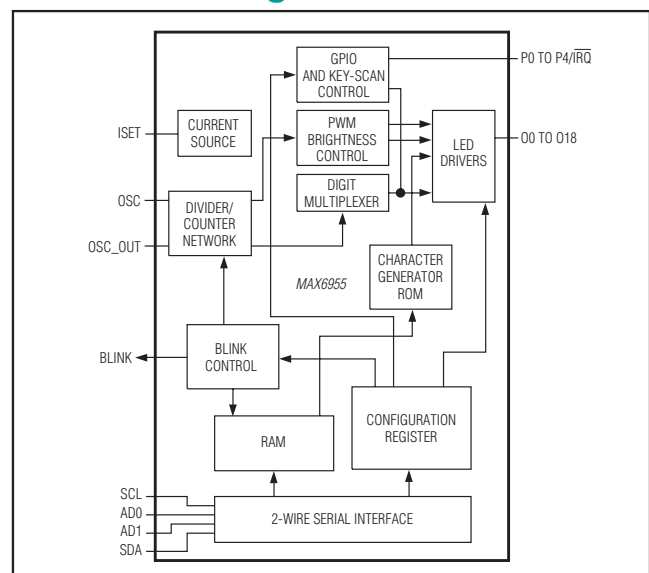 GPIO
AND KEY-SCAN
CONTROL
P0 TO P4/IRQ
ISET
CURRENT
SOURCE
PWM
BRIGHTNESS
CONTROL
LED
DRIVERS
O0 TO O18
OSC
OSC_OUT
DIVIDER/
COUNTER
NETWORK
DIGIT
MULTIPLEXER
MAX6955
CHARACTER
GENERATOR
ROM
BLINK
BLINK
CONTROL
RAM
CONFIGURATION
REGISTER
SCL
AD0
AD1
SDA
2-WIRE SERIAL INTERFACE